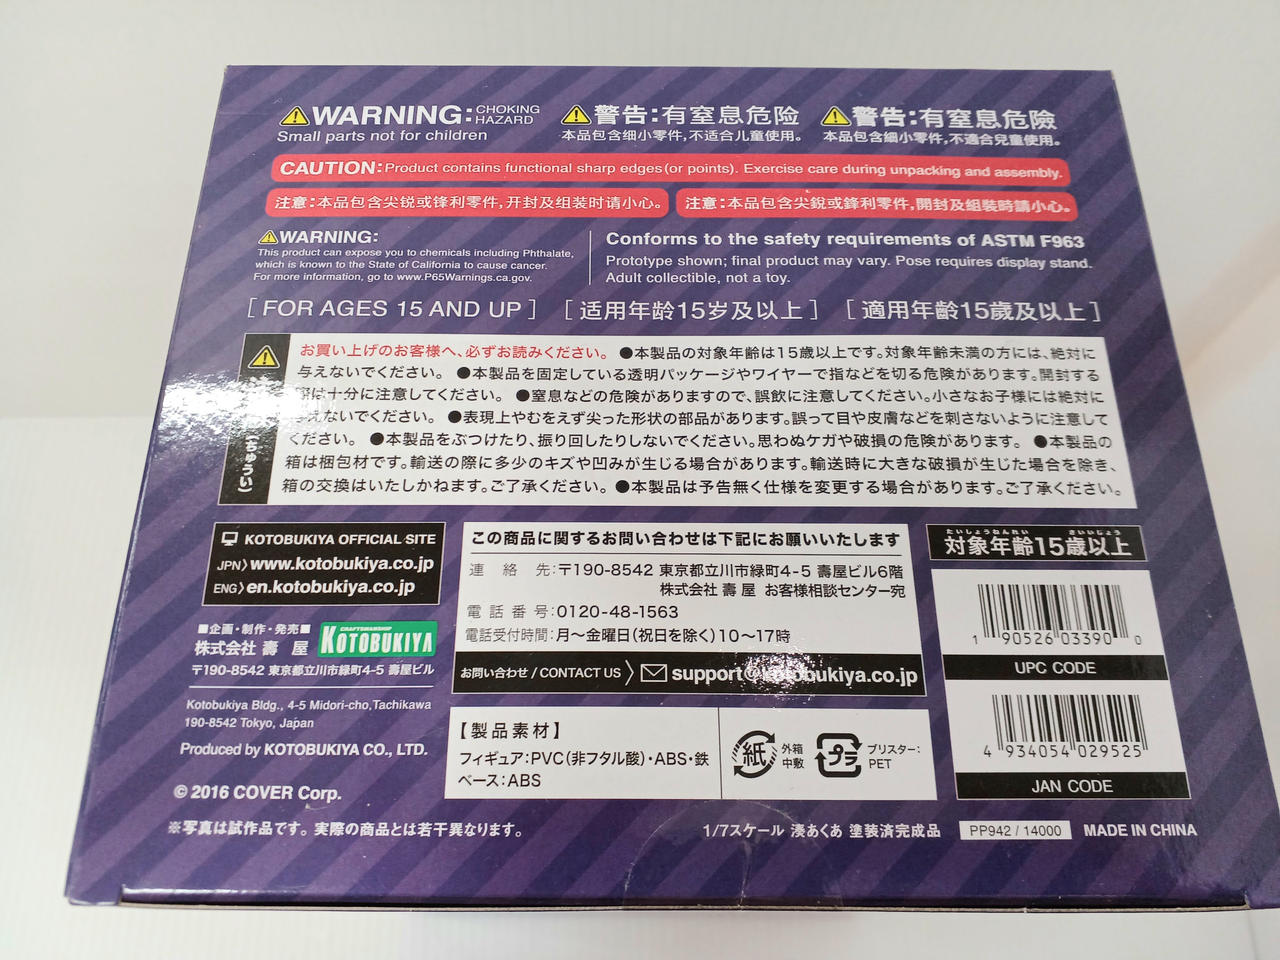 ⚠WARNING: CHOKING HAZARD
Small parts not for children
⚠警告:有窒息危险
本品包含细小零件,不适合儿童使用。
⚠警告:有窒息危險
本品包含細小零件,不適合兒童使用。
CAUTION: Product contains functional sharp edges (or points). Exercise care during unpacking and assembly.
注意:本品包含尖锐或锋利零件,开封及组装时请小心。
注意:本品包含尖銳或鋒利零件,開封及組裝時請小心。
⚠WARNING:
This product can expose you to chemicals including Phthalate,
which is known to the State of California to cause cancer.
For more information, go to www.P65Warnings.ca.gov.
Conforms to the safety requirements of ASTM F963
Prototype shown; final product may vary. Pose requires display stand.
Adult collectible, not a toy.
[ FOR AGES 15 AND UP ] [ 适用年龄15岁及以上 ] [ 適用年齡15歲及以上 ]
お買い上げのお客様へ、必ずお読みください。 ●本製品の対象年齢は15歳以上です。対象年齢未満の方には、絶対に
与えないでください。 ●本製品を固定している透明パッケージやワイヤーで指などを切る危険があります。開封する
際は十分に注意してください。 ●窒息などの危険がありますので、誤飲に注意してください。小さなお子様には絶対に
与えないでください。 ●表現上やむをえず尖った形状の部品があります。誤って目や皮膚などを刺さないように注意して
ください。 ●本製品をぶつけたり、振り回したりしないでください。思わぬケガや破損の危険があります。 ●本製品の
箱は梱包材です。輸送の際に多少のキズや凹みが生じる場合があります。輸送時に大きな破損が生じた場合を除き、
箱の交換はいたしかねます。ご了承ください。 ●本製品は予告無く仕様を変更する場合があります。ご了承ください。
ちゅうい)
KOTOBUKIYA OFFICIAL SITE
JPN〉www.kotobukiya.co.jp
ENG〉en.kotobukiya.co.jp
■企画・制作・発売■
株式会社 壽 屋
CRAFTSMANSHIP
KOTOBUKIYA
〒190-8542 東京都立川市緑町4-5 壽屋ビル
Kotobukiya Bldg., 4-5 Midori-cho,Tachikawa
190-8542 Tokyo, Japan
Produced by KOTOBUKIYA CO., LTD.
© 2016 COVER Corp.
この商品に関するお問い合わせは下記にお願いいたします
連 絡 先:〒190-8542 東京都立川市緑町4-5 壽屋ビル6階
株式会社 壽 屋 お客様相談センター宛
電 話 番 号:0120-48-1563
電話受付時間:月〜金曜日(祝日を除く)10〜17時
お問い合わせ / CONTACT US 〉 support@kotobukiya.co.jp
【 製品素材 】
フィギュア:PVC(非フタル酸)・ABS・鉄
ベース:ABS
紙 外箱 中敷
プラ ブリスター: PET
たいしょうねんれい さいいじょう
対象年齢15歳以上
1 90526 03390 0
UPC CODE
4 934054 029525
JAN CODE
※写真は試作品です。実際の商品とは若干異なります。
1/7スケール 湊あくあ 塗装済完成品
PP942 / 14000
MADE IN CHINA